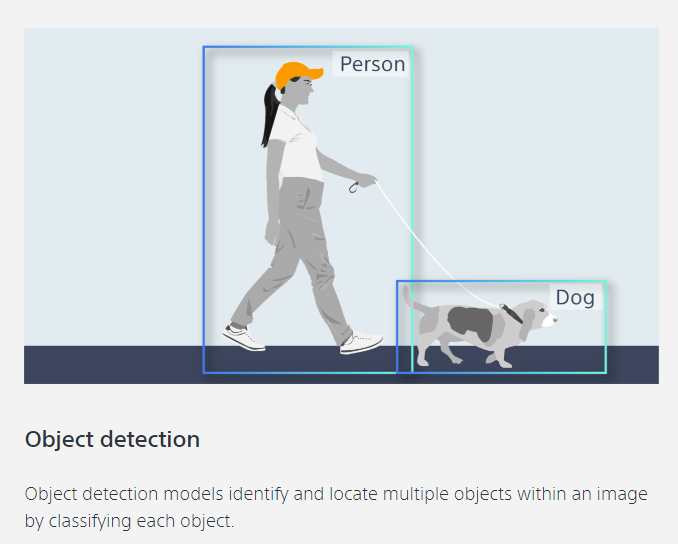 Person
Dog
Object detection
Object detection models identify and locate multiple objects within an image
by classifying each object.